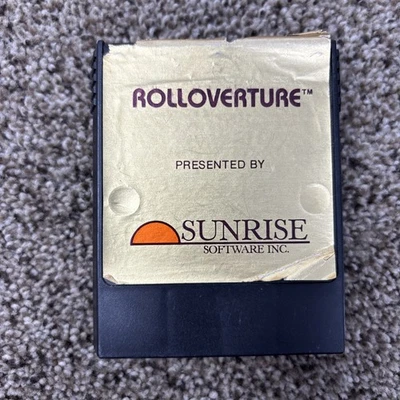 ROLLOVERTURE™
PRESENTED BY
SUNRISE
SOFTWARE INC.